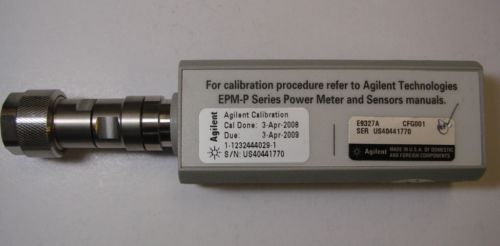 For calibration procedure refer to Agilent Technologies
EPM-P Series Power Meter and Sensors manuals.
Agilent
Agilent Calibration
Cal Done: 3-Apr-2008
Due: 3-Apr-2009
1-1232444029-1
S/N: US40441770
E9327A CFG001
SER US40441770
Agilent
MADE IN U.S.A. OF DOMESTIC
AND FOREIGN COMPONENTS